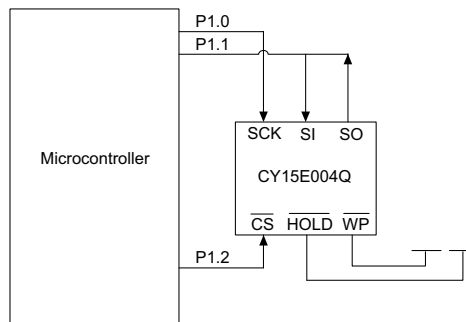 P1.0
P1.1
SCK SI SO
Microcontroller
CY15E004Q
CS HOLD WP
P1.2